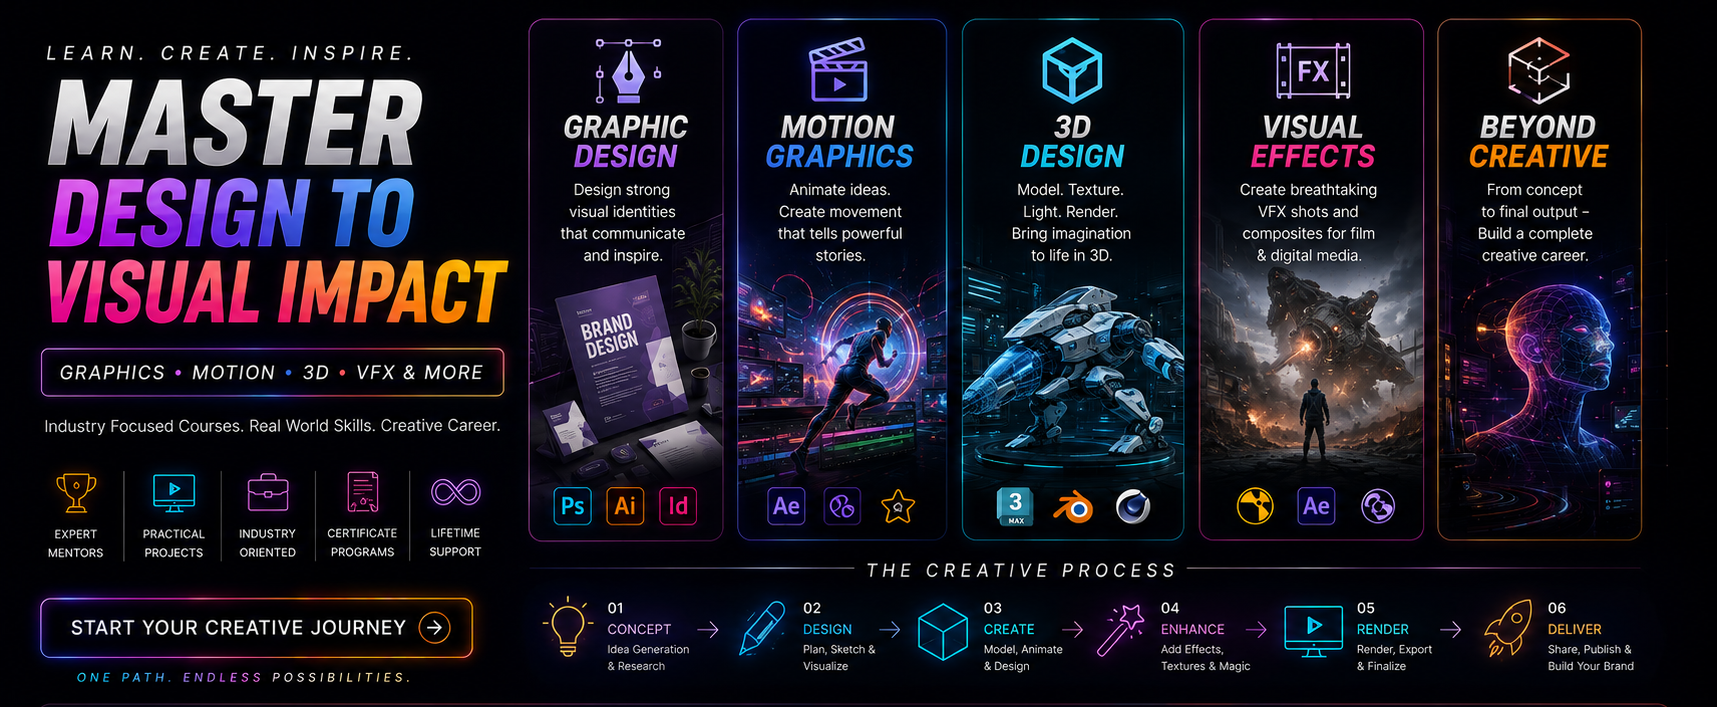 LEARN. CREATE. INSPIRE.
MASTER
DESIGN TO
VISUAL IMPACT
GRAPHICS • MOTION • 3D • VFX & MORE
Industry Focused Courses. Real World Skills. Creative Career.
EXPERT
MENTORS
PRACTICAL
PROJECTS
INDUSTRY
ORIENTED
CERTIFICATE
PROGRAMS
LIFETIME
SUPPORT
START YOUR CREATIVE JOURNEY
ONE PATH. ENDLESS POSSIBILITIES.
GRAPHIC
DESIGN
Design strong
visual identities
that communicate
and inspire.
BRAND
DESIGN
Ps
Ai
Id
MOTION
GRAPHICS
Animate ideas.
Create movement
that tells powerful
stories.
Ae
3D
DESIGN
Model. Texture.
Light. Render.
Bring imagination
to life in 3D.
3
MAX
FX
VISUAL
EFFECTS
Create breathtaking
VFX shots and
composites for film
& digital media.
Ae
BEYOND
CREATIVE
From concept
to final output –
Build a complete
creative career.
THE CREATIVE PROCESS
01
CONCEPT
Idea Generation
& Research
02
DESIGN
Plan, Sketch &
Visualize
03
CREATE
Model, Animate
& Design
04
ENHANCE
Add Effects,
Textures & Magic
05
RENDER
Render, Export
& Finalize
06
DELIVER
Share, Publish &
Build Your Brand